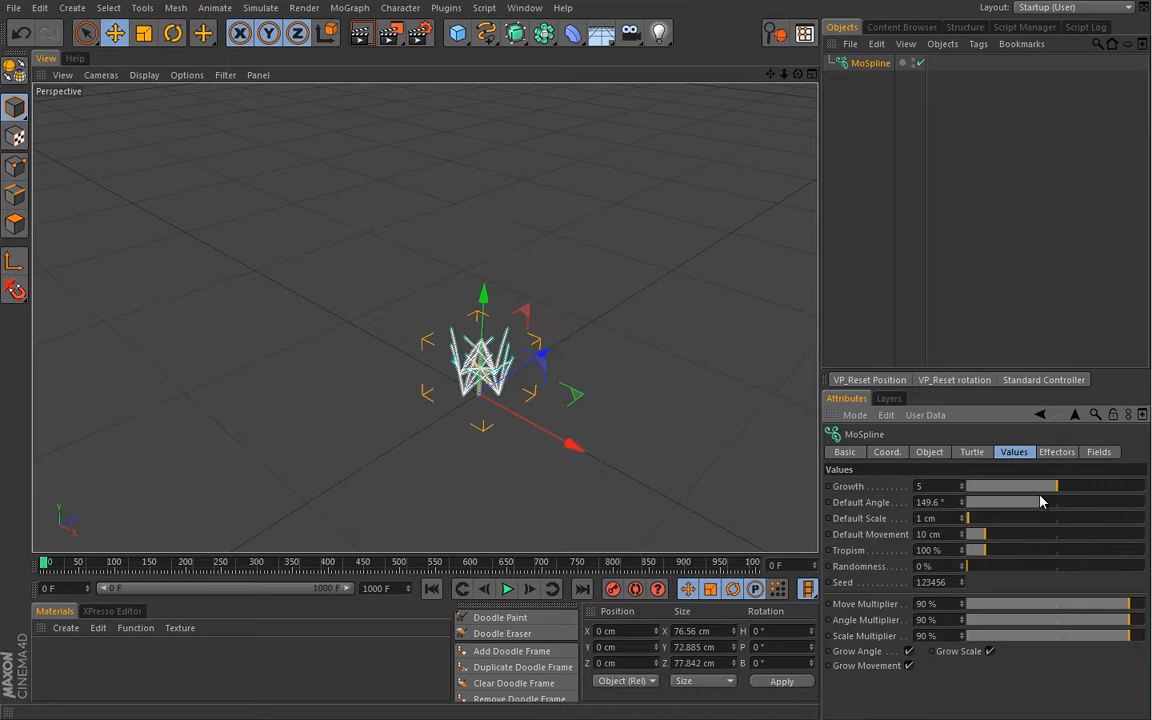 File Edit Create Select Tools Mesh Animate Simulate Render MoGraph Character Plugins Script Window Help
Layout: Startup (User)
Objects Content Browser Structure Script Manager Script Log
File Edit View Objects Tags Bookmarks
MoSpline
View Help
View Cameras Display Options Filter Panel
Perspective
Y
X
VP_Reset Position VP_Reset rotation Standard Controller
Attributes Layers
Mode Edit User Data
MoSpline
Basic Coord. Object Turtle Values Effectors Fields
Values
Growth 5
Default Angle 149.6 °
Default Scale 1 cm
Default Movement 10 cm
Tropism 100 %
Randomness 0 %
Seed 123456
Move Multiplier 90 %
Angle Multiplier 90 %
Scale Multiplier 90 %
Grow Angle Grow Scale
Grow Movement
0 50 100 150 200 250 300 350 400 450 500 550 600 650 700 750 800 850 900 950 100 0 F
0 F 0 F 1000 F 1000 F
Materials XPresso Editor
Create Edit Function Texture
Doodle Paint
Doodle Eraser
Add Doodle Frame
Duplicate Doodle Frame
Clear Doodle Frame
Remove Doodle Frame
Position Size Rotation
X 0 cm 76.56 cm H 0 °
Y 0 cm 72.885 cm P 0 °
Z 0 cm 77.842 cm B 0 °
Object (Rel) Size Apply
MAXON CINEMA 4D